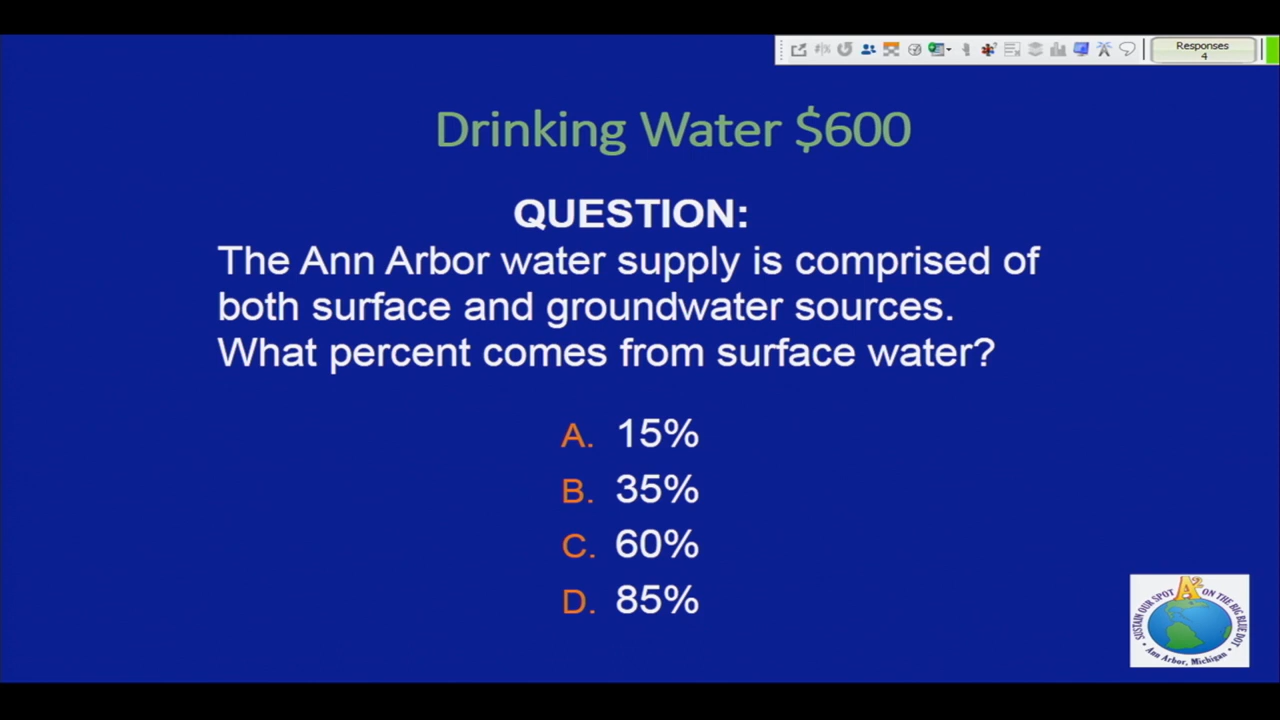 Responses
4
Drinking Water $600
QUESTION:
The Ann Arbor water supply is comprised of
both surface and groundwater sources.
What percent comes from surface water?
A. 15%
B. 35%
C. 60%
D. 85%
A2
SUSTAIN OUR SPOT ON THE BIG BLUE DOT
• Ann Arbor, Michigan •